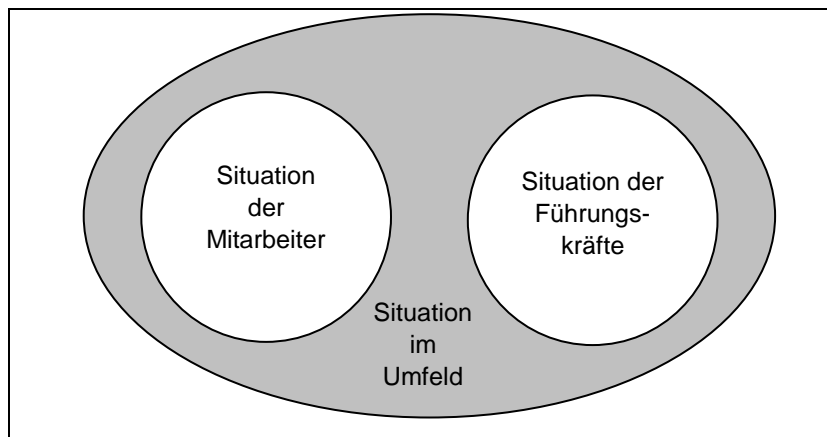 Situation
der
Mitarbeiter
Situation der
Führungs-
kräfte
Situation
im
Umfeld